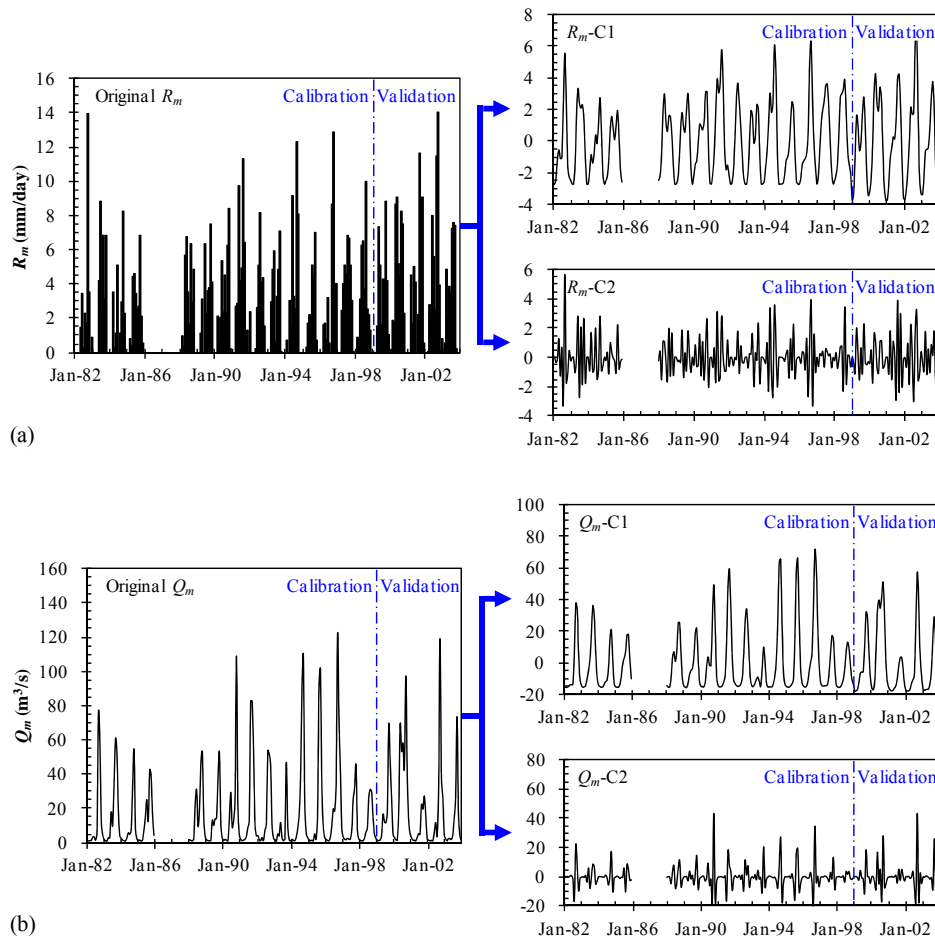 Original Rm
Calibration Validation
Rm (mm/day)
16
14
12
10
8
6
4
2
0
Jan-82 Jan-86 Jan-90 Jan-94 Jan-98 Jan-02
Rm-C1
Calibration Validation
8
6
4
2
0
-2
-4
Jan-82 Jan-86 Jan-90 Jan-94 Jan-98 Jan-02
Rm-C2
Calibration Validation
6
4
2
0
-2
-4
Jan-82 Jan-86 Jan-90 Jan-94 Jan-98 Jan-02
(a)
Original Qm
Calibration Validation
Qm (m³/s)
160
140
120
100
80
60
40
20
0
Jan-82 Jan-86 Jan-90 Jan-94 Jan-98 Jan-02
Qm-C1
Calibration Validation
100
80
60
40
20
0
-20
Jan-82 Jan-86 Jan-90 Jan-94 Jan-98 Jan-02
Qm-C2
Calibration Validation
80
60
40
20
0
-20
Jan-82 Jan-86 Jan-90 Jan-94 Jan-98 Jan-02
(b)